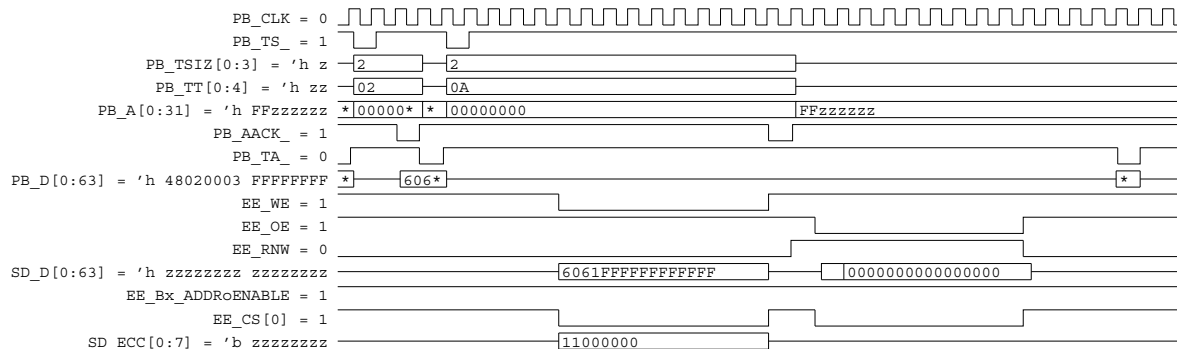 PB_CLK = 0
PB_TS_ = 1
PB_TSIZ[0:3] = 'h z 2 2
PB_TT[0:4] = 'h zz 02 0A
PB_A[0:31] = 'h FFzzzzzz * 00000* * 00000000 FFzzzzzz
PB_AACK_ = 1
PB_TA_ = 0
PB_D[0:63] = 'h 48020003 FFFFFFFF * 606* *
EE_WE = 1
EE_OE = 1
EE_RNW = 0
SD_D[0:63] = 'h zzzzzzzz zzzzzzzz 6061FFFFFFFFFFFF 0000000000000000
EE_Bx_ADDRoENABLE = 1
EE_CS[0] = 1
SD_ECC[0:7] = 'b zzzzzzzz 11000000